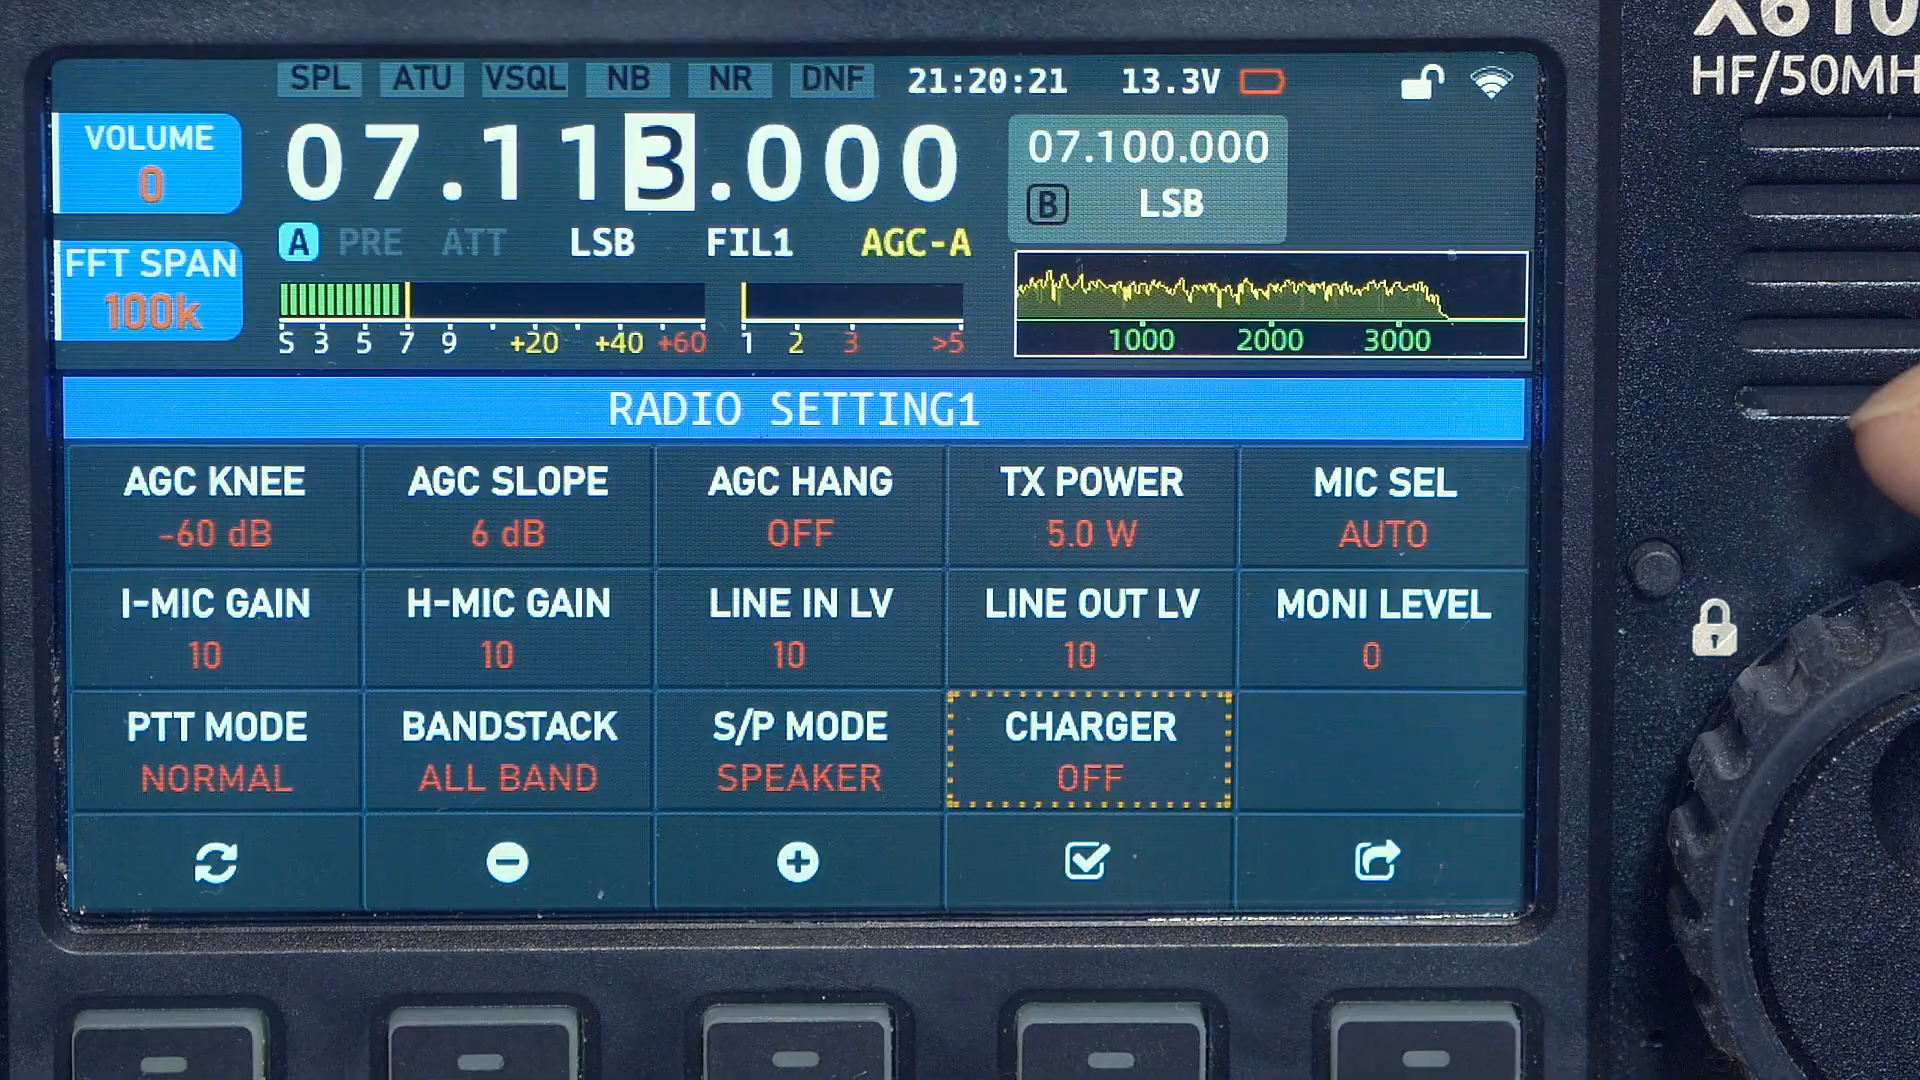 SPL ATU VSQL NB NR DNF 21:20:21 13.3V
VOLUME
0
07.113.000
07.100.000
B LSB
A PRE ATT LSB FIL1 AGC-A
FFT SPAN
100k
S 3 5 7 9 +20 +40 +60
1 2 3 >5
1000 2000 3000
RADIO SETTING1
AGC KNEE AGC SLOPE AGC HANG TX POWER MIC SEL
-60 dB 6 dB OFF 5.0 W AUTO
I-MIC GAIN H-MIC GAIN LINE IN LV LINE OUT LV MONI LEVEL
10 10 10 10 0
PTT MODE BANDSTACK S/P MODE CHARGER
NORMAL ALL BAND SPEAKER OFF
X610
HF/50MH